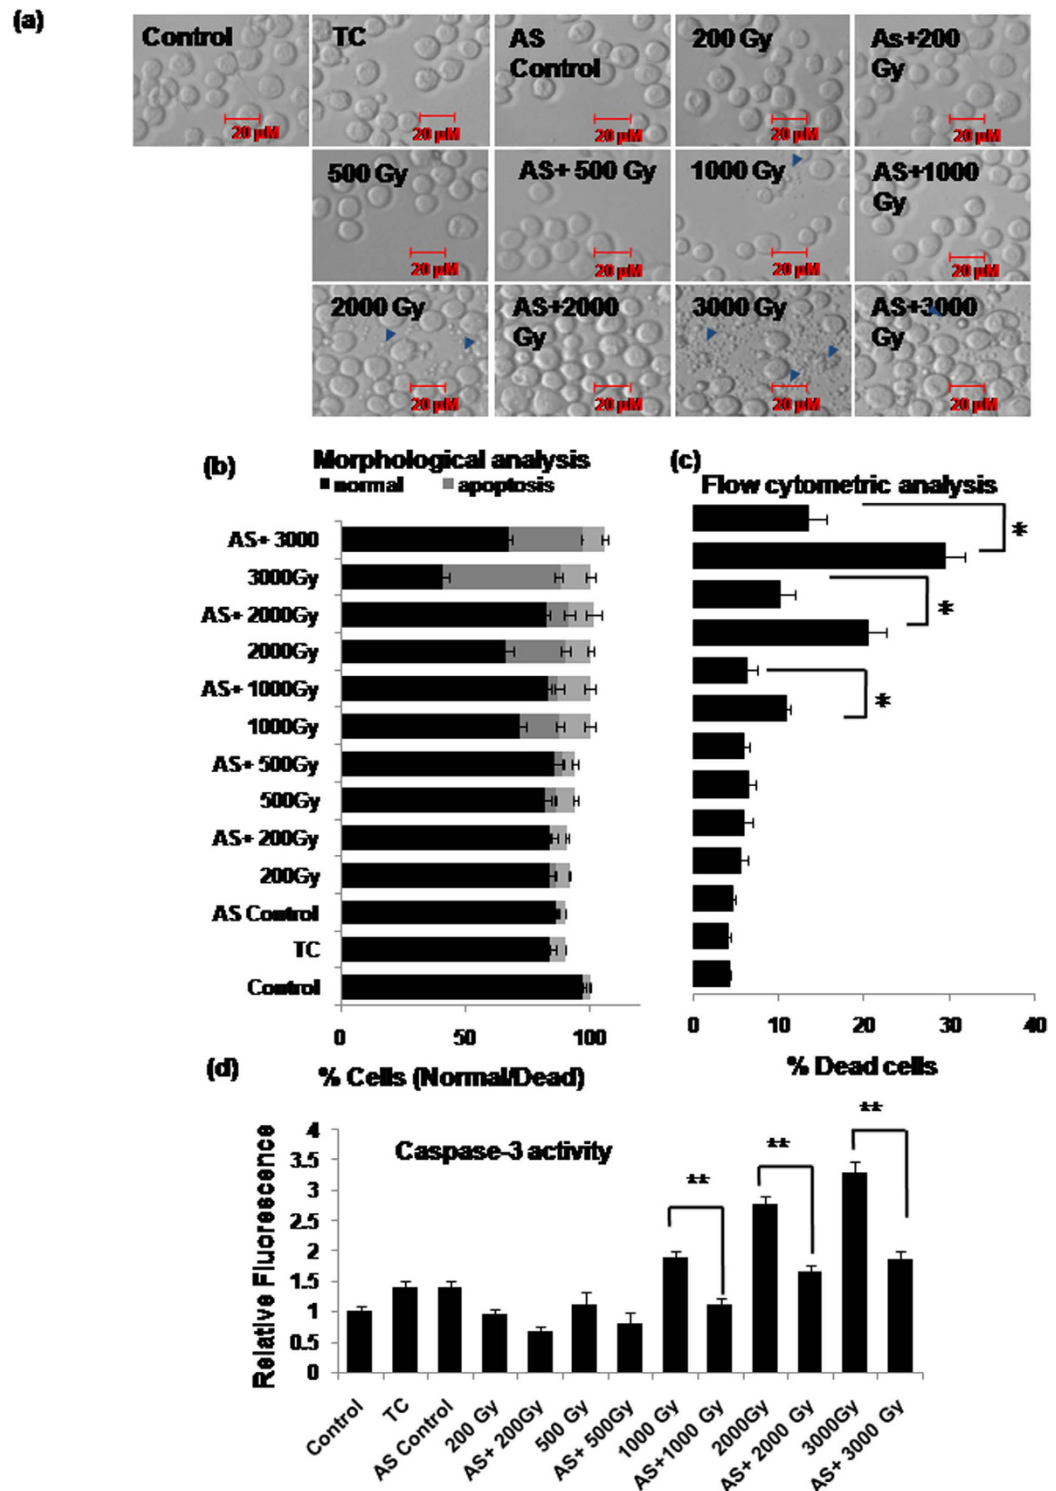 (a)
Control
TC
AS
Control
200 Gy
As+200
Gy
20 µM
20 µM
20 µM
20 µM
20 µM
500 Gy
AS+ 500 Gy
1000 Gy
AS+1000
Gy
20 µM
20 µM
20 µM
20 µM
2000 Gy
AS+2000
Gy
3000 Gy
AS+3000
Gy
20 µM
20 µM
20 µM
20 µM
(b)
Morphological analysis
normal apoptosis
AS+ 3000
3000Gy
AS+ 2000Gy
2000Gy
AS+ 1000Gy
1000Gy
AS+ 500Gy
500Gy
AS+ 200Gy
200Gy
AS Control
TC
Control
0 50 100
% Cells (Normal/Dead)
(c)
Flow cytometric analysis
*
*
*
0 10 20 30 40
% Dead cells
(d)
Caspase-3 activity
Relative Fluorescence
4
3.5
3
2.5
2
1.5
1
0.5
0
**
**
**
Control
TC
AS Control
200 Gy
AS+ 200Gy
500 Gy
AS+ 500Gy
1000 Gy
AS+1000 Gy
2000Gy
AS+ 2000 Gy
3000Gy
AS+ 3000 Gy